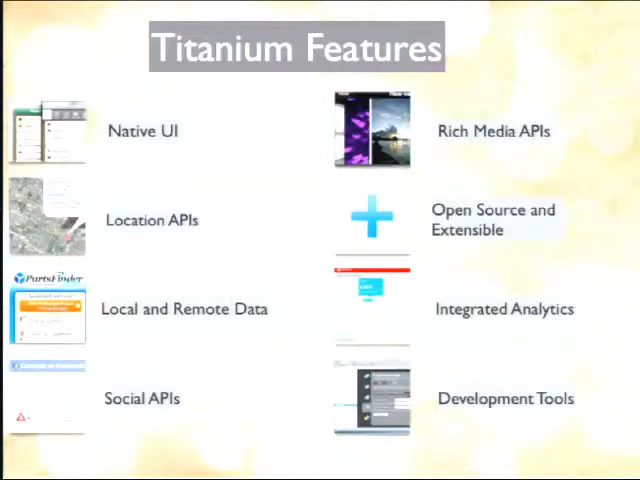 Titanium Features
Native UI
Rich Media APIs
Location APIs
Open Source and
Extensible
PartsFinder
Local and Remote Data
Integrated Analytics
Social APIs
Development Tools